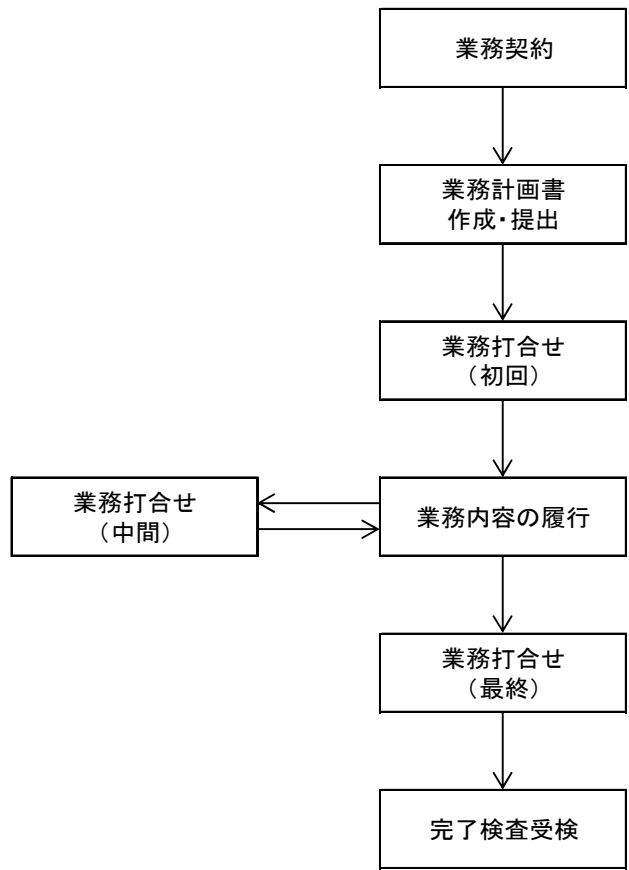 業務契約
業務計画書
作成・提出
業務打合せ
（初回）
業務打合せ
（中間）
業務内容の履行
業務打合せ
（最終）
完了検査受検